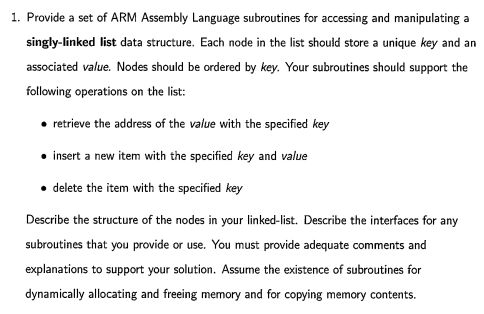 1. Provide a set of ARM Assembly Language subroutines for accessing and manipulating a
singly-linked list data structure. Each node in the list should store a unique key and an
associated value. Nodes should be ordered by key. Your subroutines should support the
following operations on the list:
• retrieve the address of the value with the specified key
• insert a new item with the specified key and value
• delete the item with the specified key
Describe the structure of the nodes in your linked-list. Describe the interfaces for any
subroutines that you provide or use. You must provide adequate comments and
explanations to support your solution. Assume the existence of subroutines for
dynamically allocating and freeing memory and for copying memory contents.